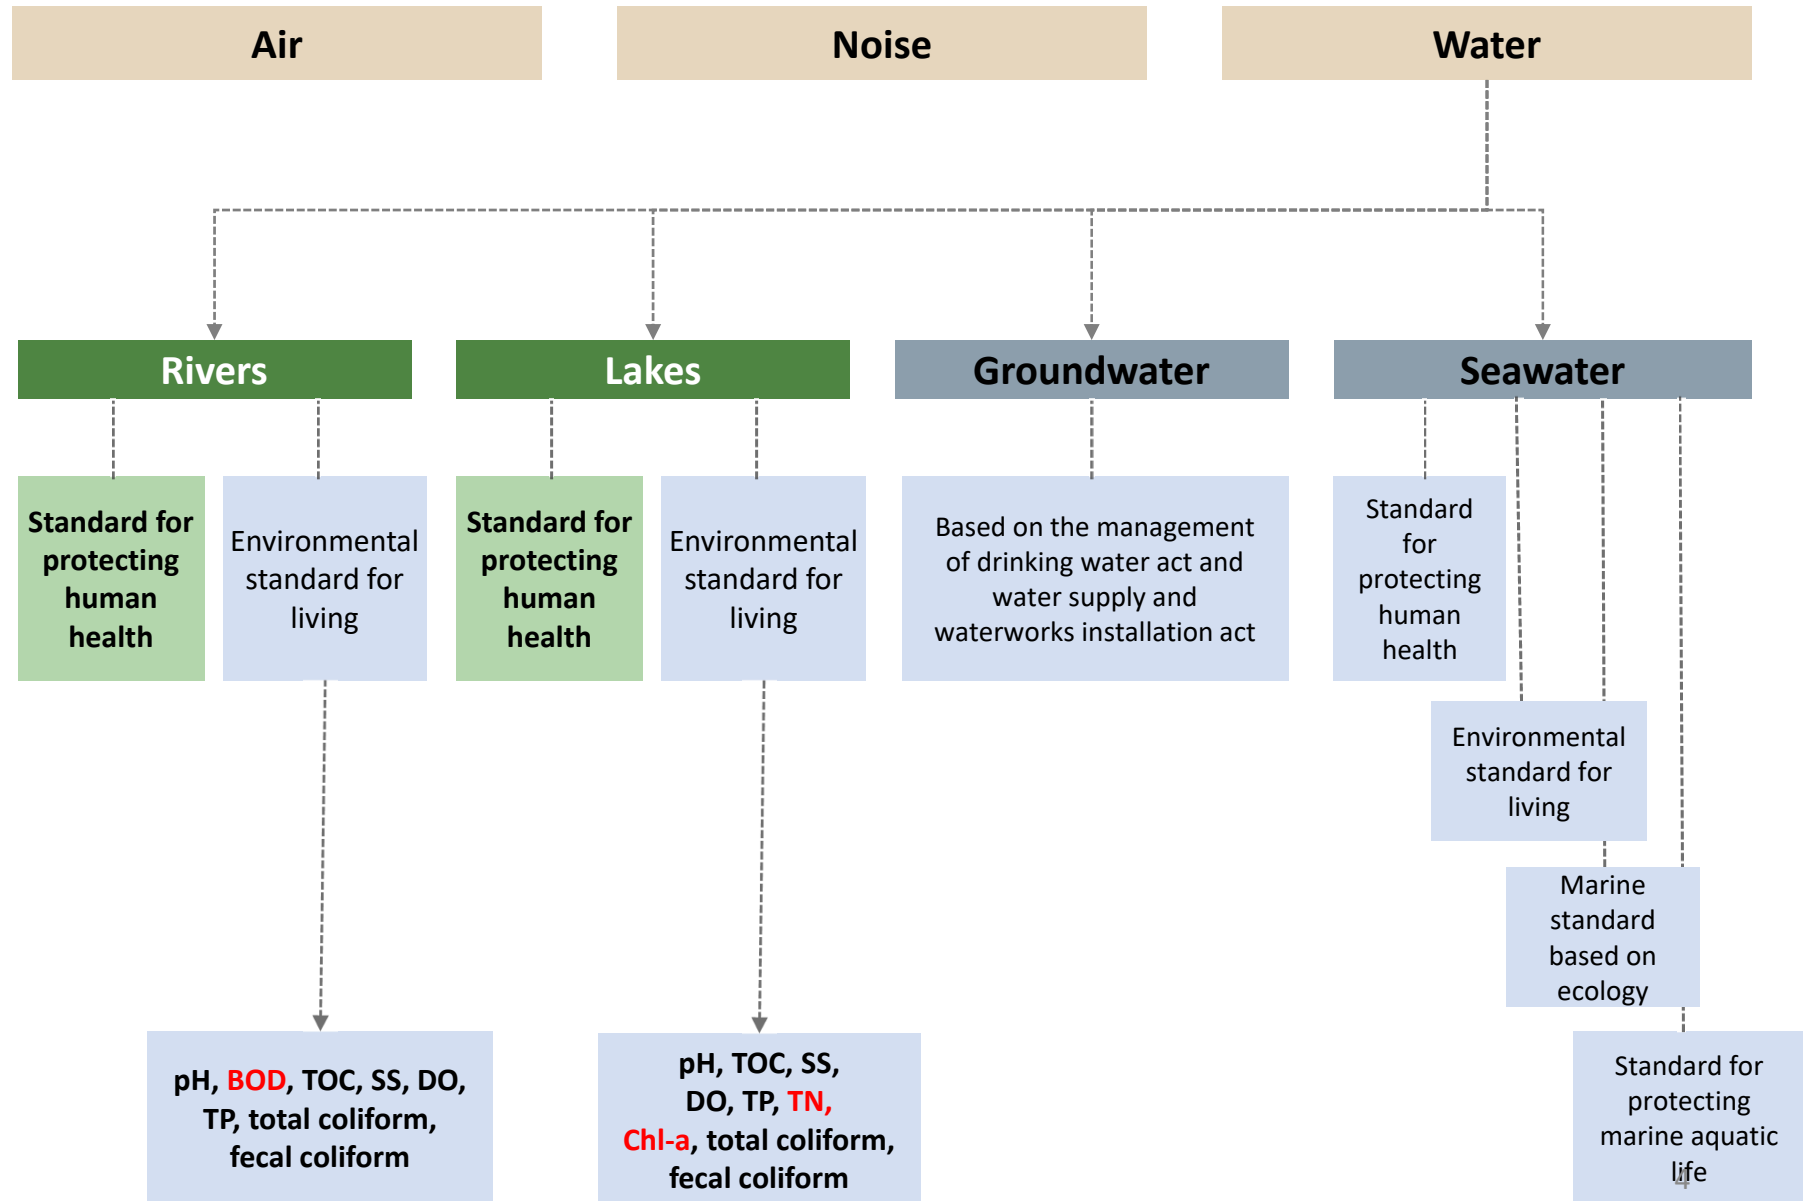 Air
Noise
Water
Rivers
Lakes
Groundwater
Seawater
Standard for
protecting
human
health
Environmental
standard for
living
Standard for
protecting
human
health
Environmental
standard for
living
Based on the management
of drinking water act and
water supply and
waterworks installation act
Standard
for
protecting
human
health
Environmental
standard for
living
Marine
standard
based on
ecology
Standard for
protecting
marine aquatic
life
pH, BOD, TOC, SS, DO,
TP, total coliform,
fecal coliform
pH, TOC, SS,
DO, TP, TN,
Chl-a, total coliform,
fecal coliform
4